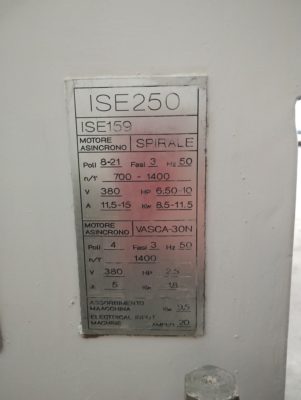 ISE250
ISE159
MOTORE ASINCRONO SPIRALE
Poli 8-21 Fasi 3 Hz 50
n/1' 700 - 1400
V 380 HP 6,50-10
A 11,5-15 Kw 8.5-11.5
MOTORE ASINCRONO VASCA-30N
Poli 4 Fasi 3 Hz 50
n/1' 1400
V 380 HP 2.5
A 5 Kw 1,8
ASSORBIMENTO
MAACCHINA Kw
ELECTRICAL INPUT
MACHINE AMPER 20